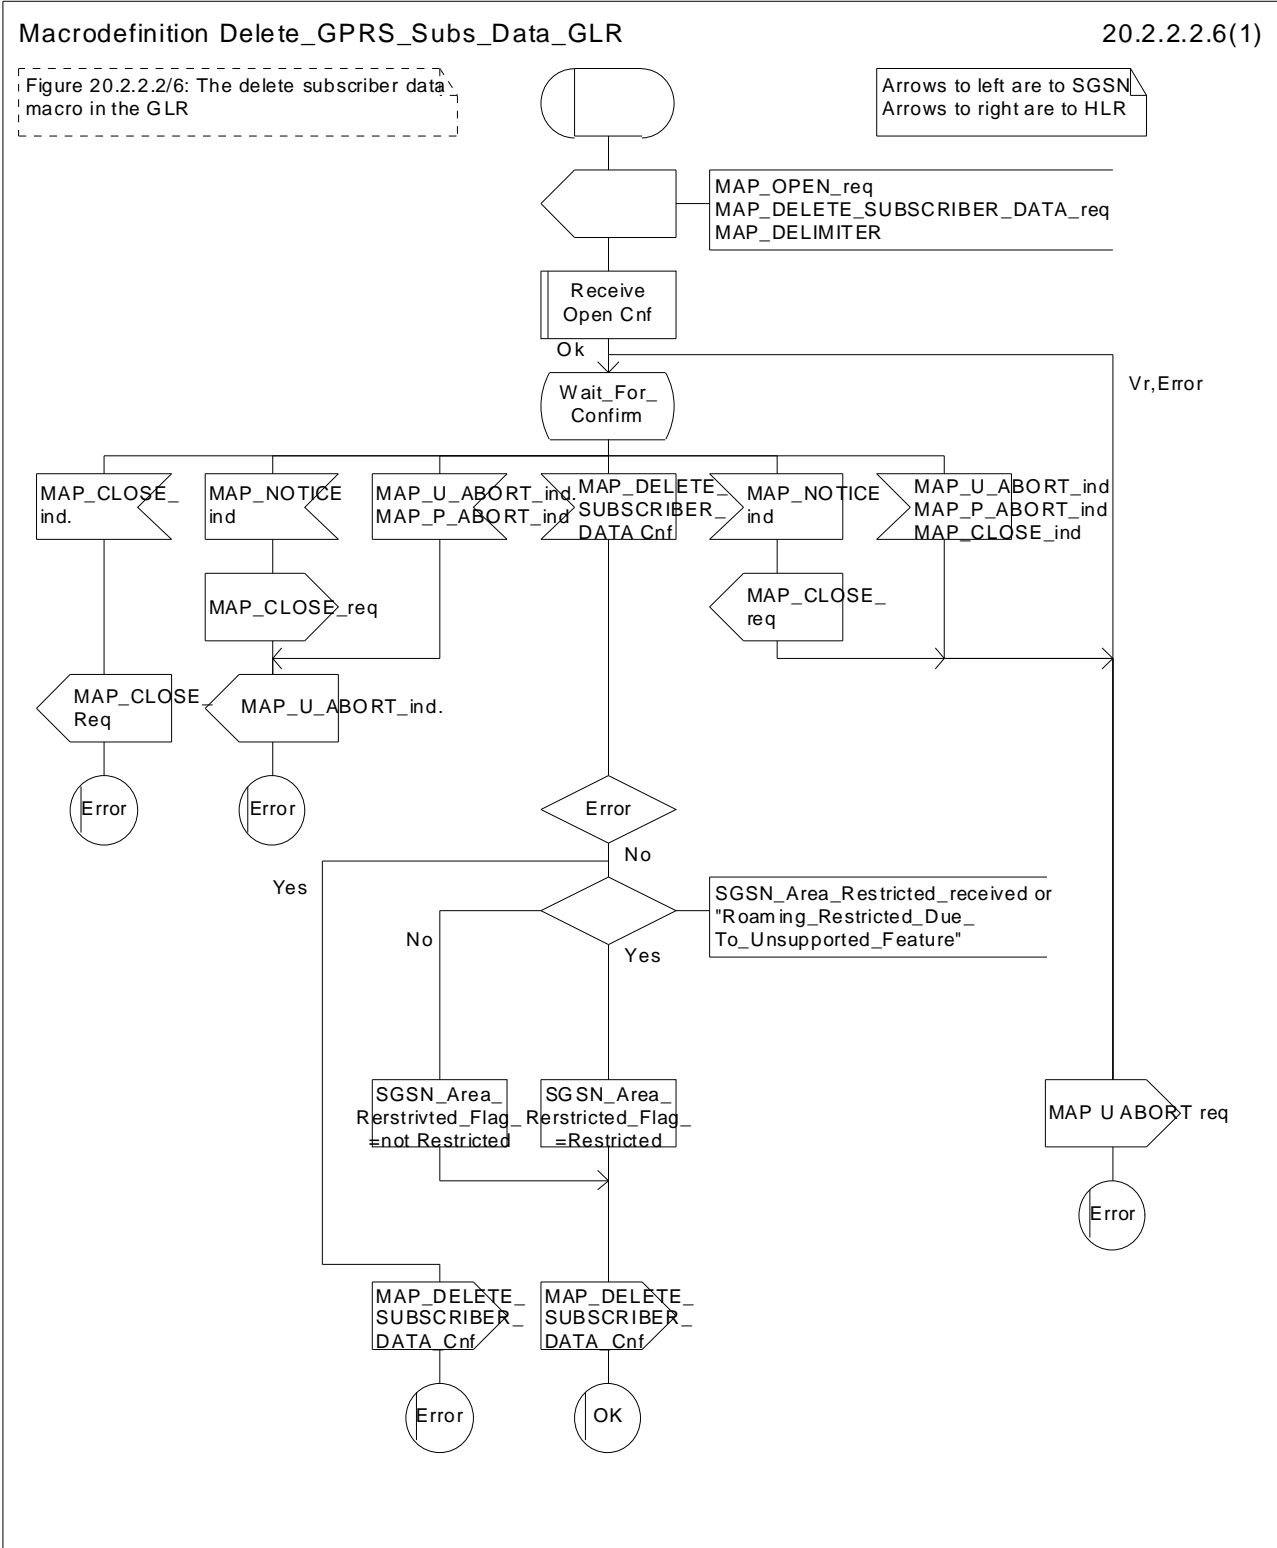 Macrodefinition Delete_GPRS_Subs_Data_GLR
20.2.2.2.6(1)
Figure 20.2.2.2/6: The delete subscriber data
macro in the GLR
Arrows to left are to SGSN
Arrows to right are to HLR
MAP_OPEN_req
MAP_DELETE_SUBSCRIBER_DATA_req
MAP_DELIMITER
Receive
Open Cnf
Ok
Vr,Error
Wait_For_
Confirm
MAP_CLOSE_
ind.
MAP_NOTICE
ind
MAP_U_ABORT_ind.
MAP_P_ABORT_ind
MAP_DELETE_
SUBSCRIBER_
DATA Cnf
MAP_NOTICE
ind
MAP_U_ABORT_ind
MAP_P_ABORT_ind
MAP_CLOSE_ind
MAP_CLOSE_req
MAP_CLOSE_
req
MAP_CLOSE_
Req
MAP_U_ABORT_ind.
Error
Error
Error
No
Yes
SGSN_Area_Restricted_received or
"Roaming_Restricted_Due_
To_Unsupported_Feature"
No
Yes
SGSN_Area_
Rerstrivted_Flag_
=not Restricted
SGSN_Area_
Rerstricted_Flag_
=Restricted
MAP U ABORT req
Error
MAP_DELETE_
SUBSCRIBER_
DATA_Cnf
MAP_DELETE_
SUBSCRIBER_
DATA_Cnf
Error
OK